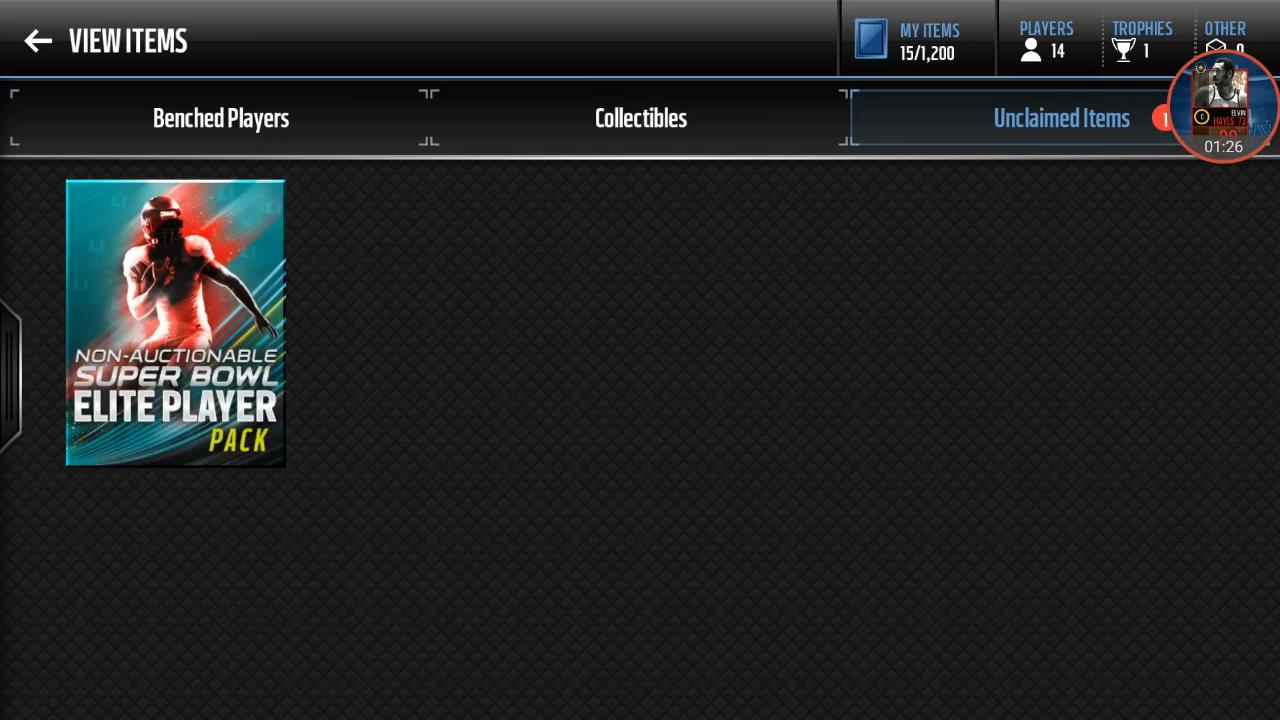 VIEW ITEMS
MY ITEMS
15/1,200
PLAYERS
14
TROPHIES
1
OTHER
0
Benched Players
Collectibles
Unclaimed Items
1
ELVIN
HAYES '73
C
01:26
NON-AUCTIONABLE
SUPER BOWL
ELITE PLAYER
PACK